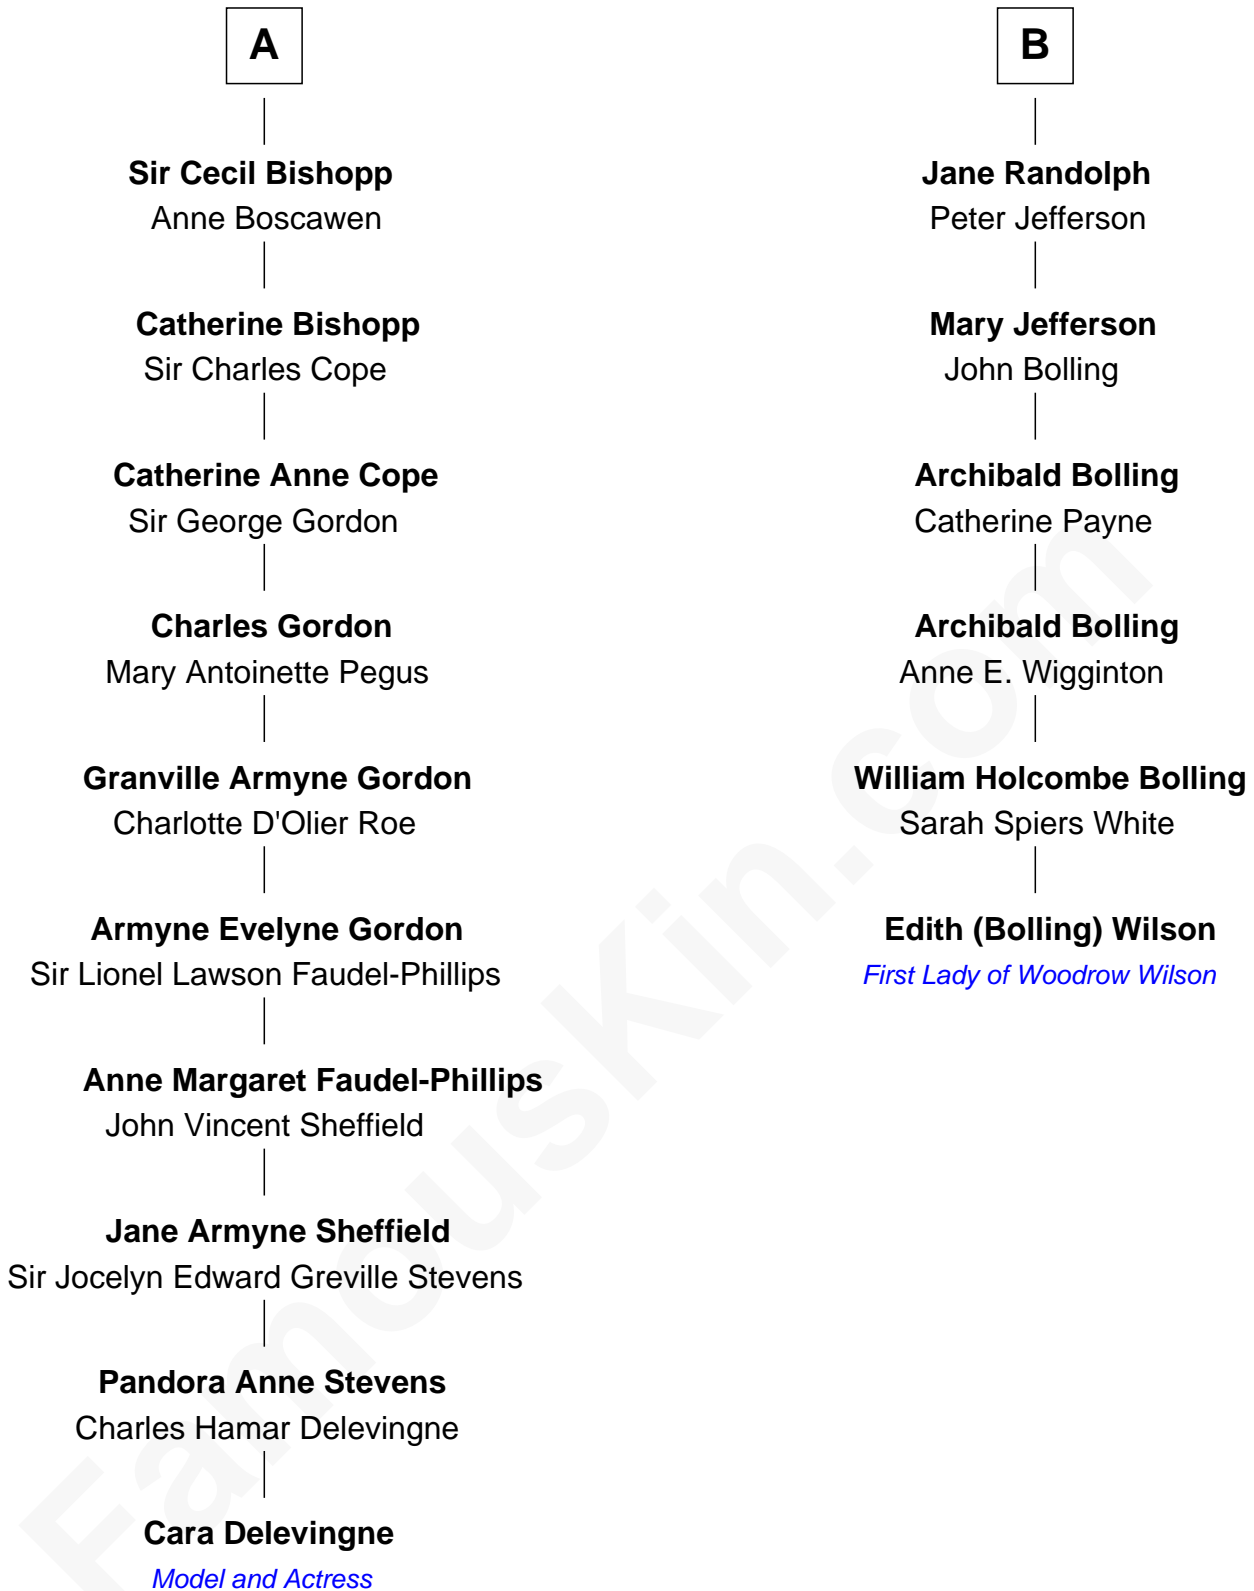 A
Sir Cecil Bishopp
Anne Boscawen
Catherine Bishopp
Sir Charles Cope
Catherine Anne Cope
Sir George Gordon
Charles Gordon
Mary Antoinette Pegus
Granville Armyne Gordon
Charlotte D'Olier Roe
Armyne Evelyne Gordon
Sir Lionel Lawson Faudel-Phillips
Anne Margaret Faudel-Phillips
John Vincent Sheffield
Jane Armyne Sheffield
Sir Jocelyn Edward Greville Stevens
Pandora Anne Stevens
Charles Hamar Delevingne
Cara Delevingne
Model and Actress
B
Jane Randolph
Peter Jefferson
Mary Jefferson
John Bolling
Archibald Bolling
Catherine Payne
Archibald Bolling
Anne E. Wigginton
William Holcombe Bolling
Sarah Spiers White
Edith (Bolling) Wilson
First Lady of Woodrow Wilson
FamousKin.com